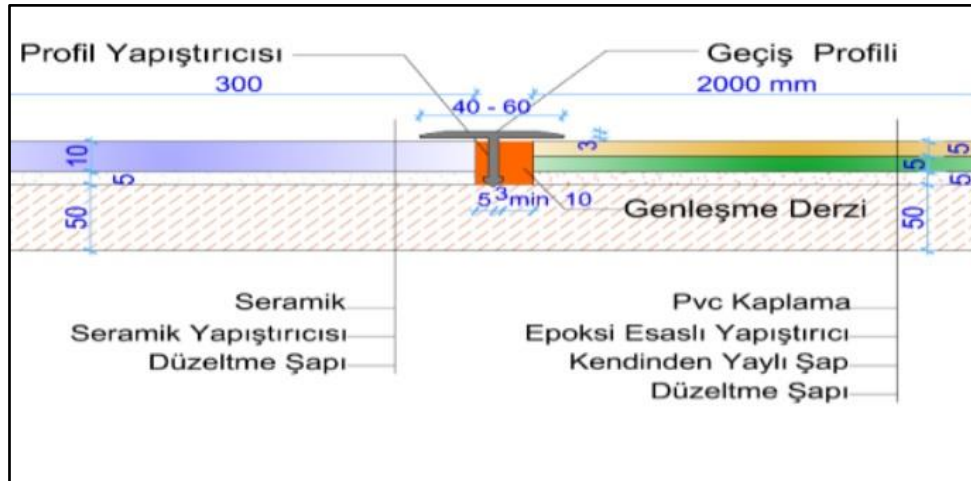 Profil Yapıştırıcısı
Geçiş Profili
300
2000 mm
40 - 60
10
5
50
3
5
3
min 10
5
5
5
50
Genleşme Derzi
Seramik
Seramik Yapıştırıcısı
Düzeltme Şapı
Pvc Kaplama
Epoksi Esaslı Yapıştırıcı
Kendinden Yaylı Şap
Düzeltme Şapı